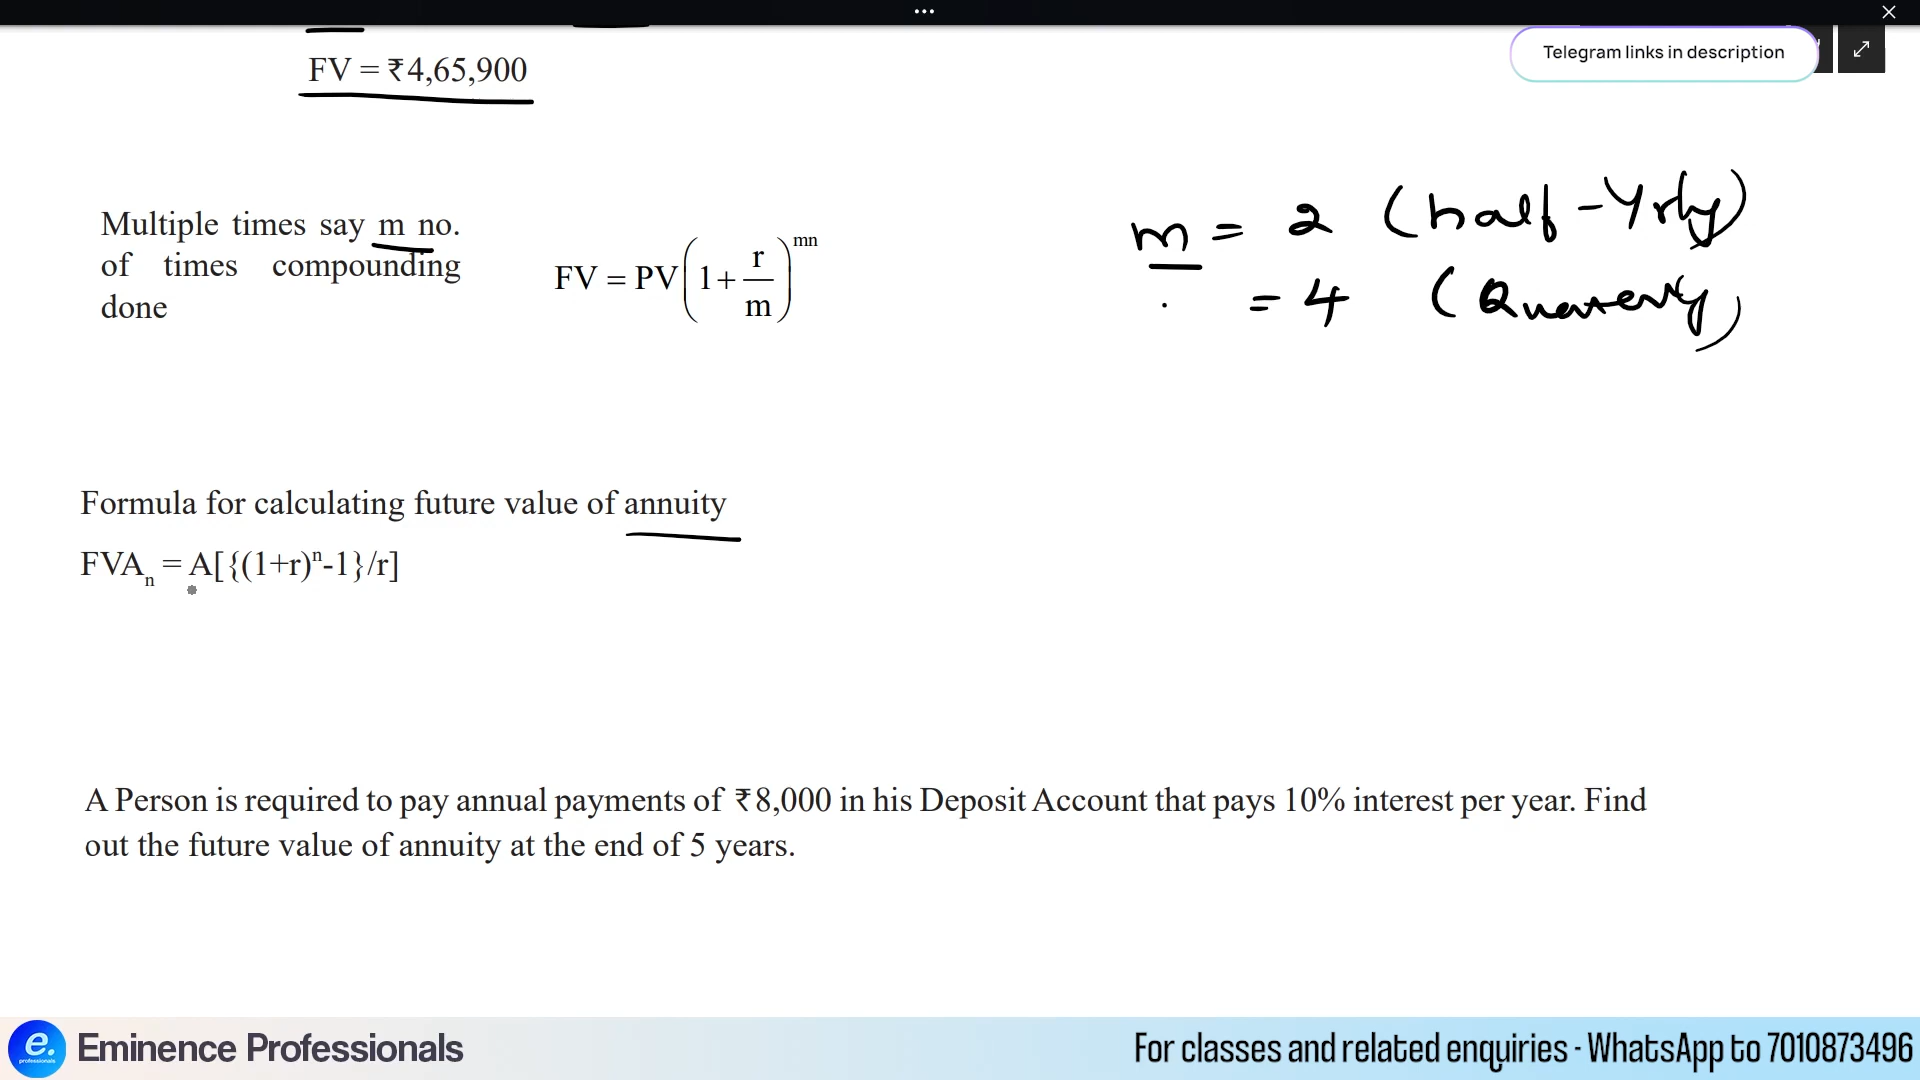 Telegram links in description
FV = ₹4,65,900
Multiple times say m no.
of times compounding
done
FV = PV(1 + r/m)^mn
m = 2 (half-Yrly)
= 4 (Quarterly)
Formula for calculating future value of annuity
FVAn = A[{(1+r)^n-1}/r]
A Person is required to pay annual payments of ₹8,000 in his Deposit Account that pays 10% interest per year. Find
out the future value of annuity at the end of 5 years.
e.
professionals
Eminence Professionals
For classes and related enquiries - WhatsApp to 7010873496